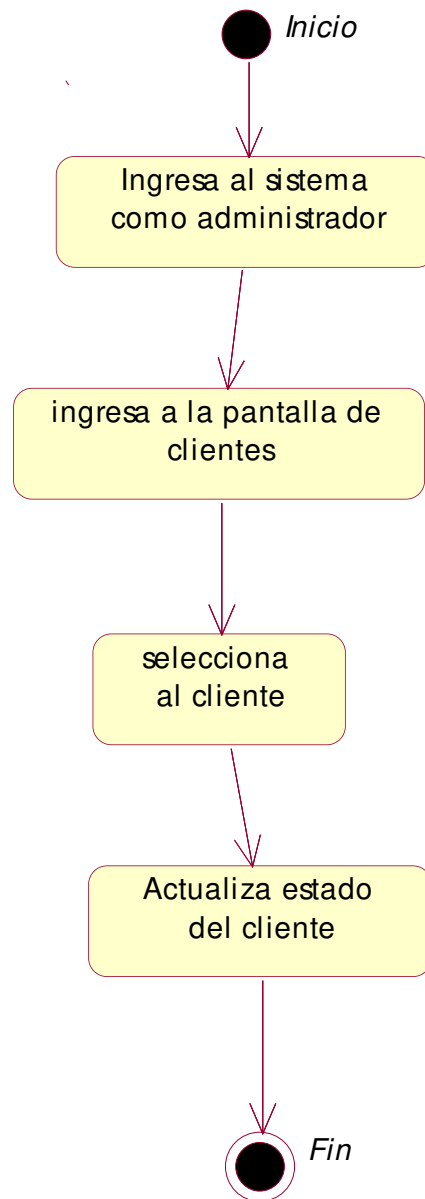 Inicio
Ingresa al sistema
como administrador
ingresa a la pantalla de
clientes
selecciona
al cliente
Actualiza estado
del cliente
Fin